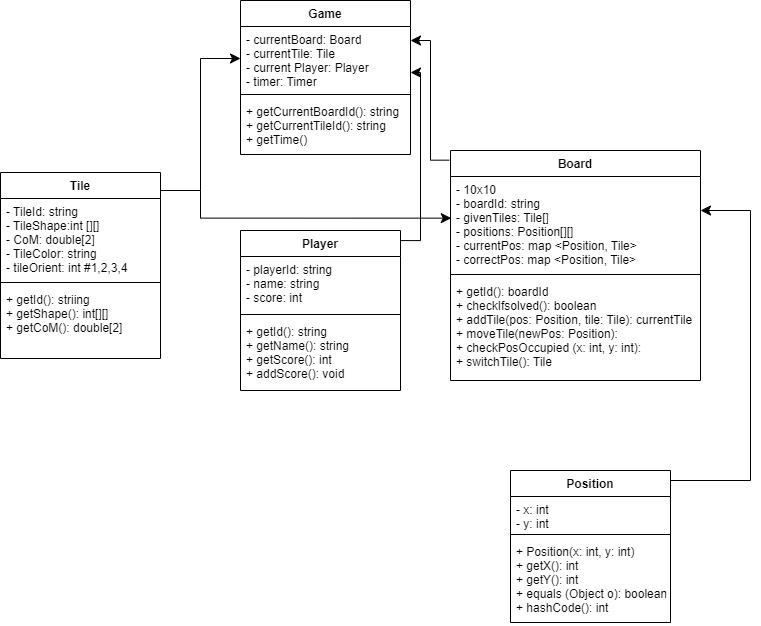 Game
- currentBoard: Board
- currentTile: Tile
- current Player: Player
- timer: Timer
+ getCurrentBoardId(): string
+ getCurrentTileId(): string
+ getTime()
Board
- 10x10
- boardId: string
- givenTiles: Tile[]
- positions: Position[][]
- currentPos: map <Position, Tile>
- correctPos: map <Position, Tile>
+ getId(): boardId
+ checkIfsolved(): boolean
+ addTile(pos: Position, tile: Tile): currentTile
+ moveTile(newPos: Position):
+ checkPosOccupied (x: int, y: int):
+ switchTile(): Tile
Tile
- TileId: string
- TileShape:int [][]
- CoM: double[2]
- TileColor: string
- tileOrient: int #1,2,3,4
+ getId(): striing
+ getShape(): int[][]
+ getCoM(): double[2]
Player
- playerId: string
- name: string
- score: int
+ getId(): string
+ getName(): string
+ getScore(): int
+ addScore(): void
Position
- x: int
- y: int
+ Position(x: int, y: int)
+ getX(): int
+ getY(): int
+ equals (Object o): boolean
+ hashCode(): int